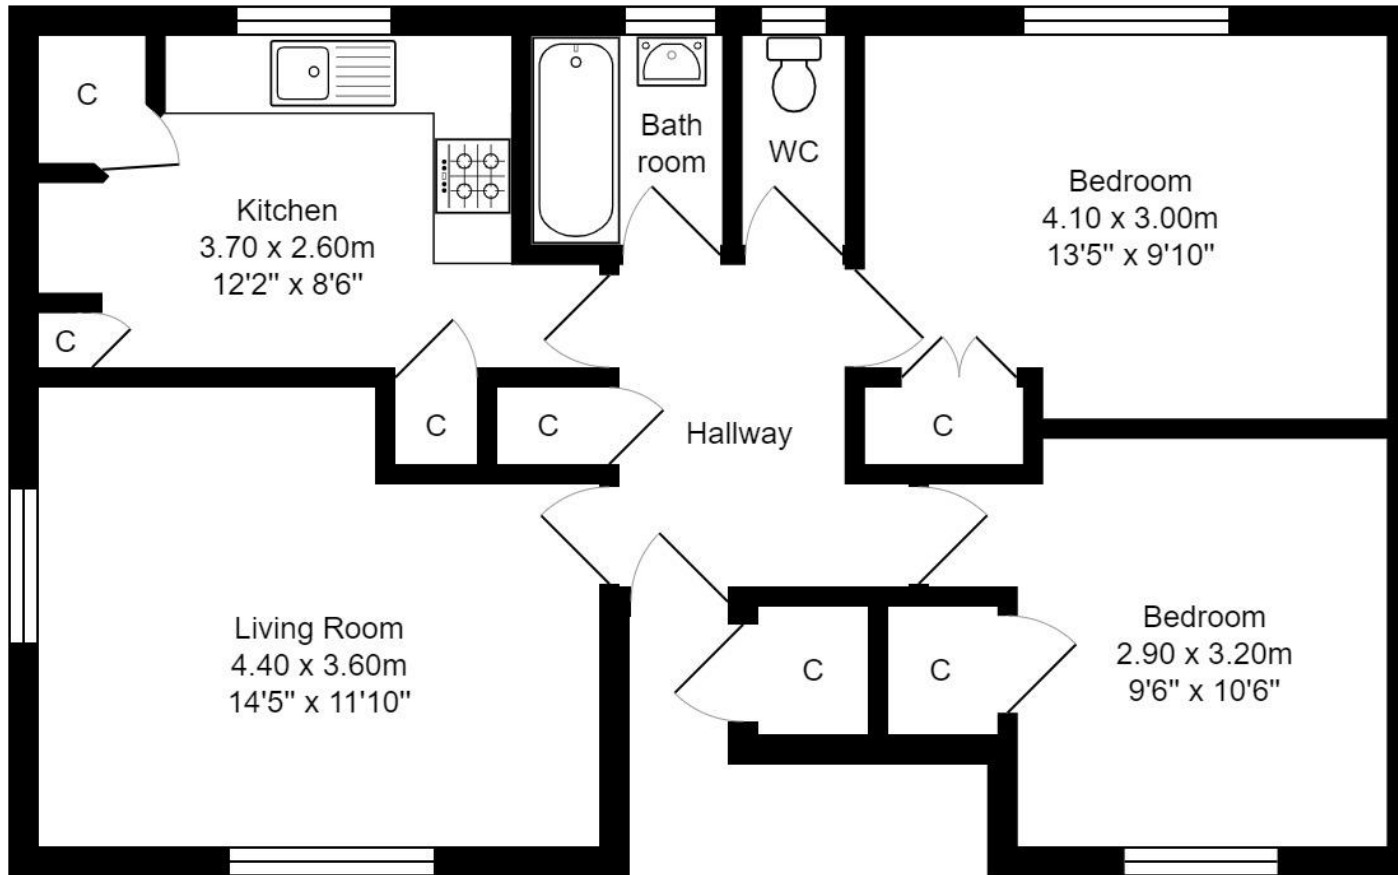 C
Kitchen
3.70 x 2.60m
12'2" x 8'6"
C
Bath
room
WC
Bedroom
4.10 x 3.00m
13'5" x 9'10"
C
C
Hallway
C
Living Room
4.40 x 3.60m
14'5" x 11'10"
C
C
Bedroom
2.90 x 3.20m
9'6" x 10'6"